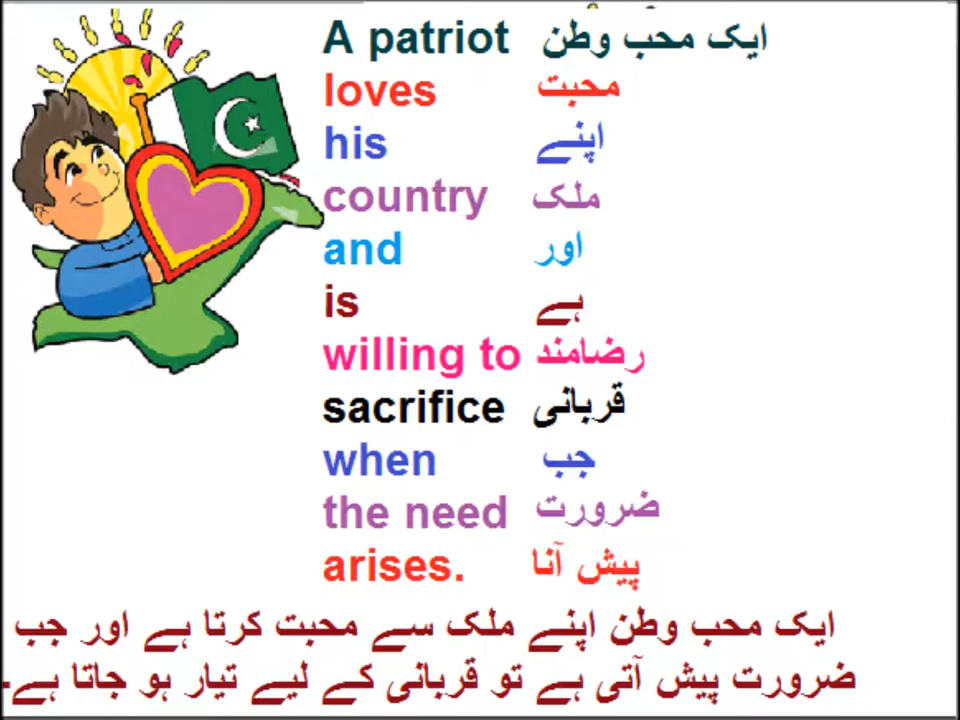 A patriot ایک محب وطن
loves محبت
his اپنے
country ملک
and اور
is ہے
willing to رضامند
sacrifice قربانی
when جب
the need ضرورت
arises. پیش آنا
ایک محب وطن اپنے ملک سے محبت کرتا ہے اور جب
ضرورت پیش آتی ہے تو قربانی کے لیے تیار ہو جاتا ہے۔